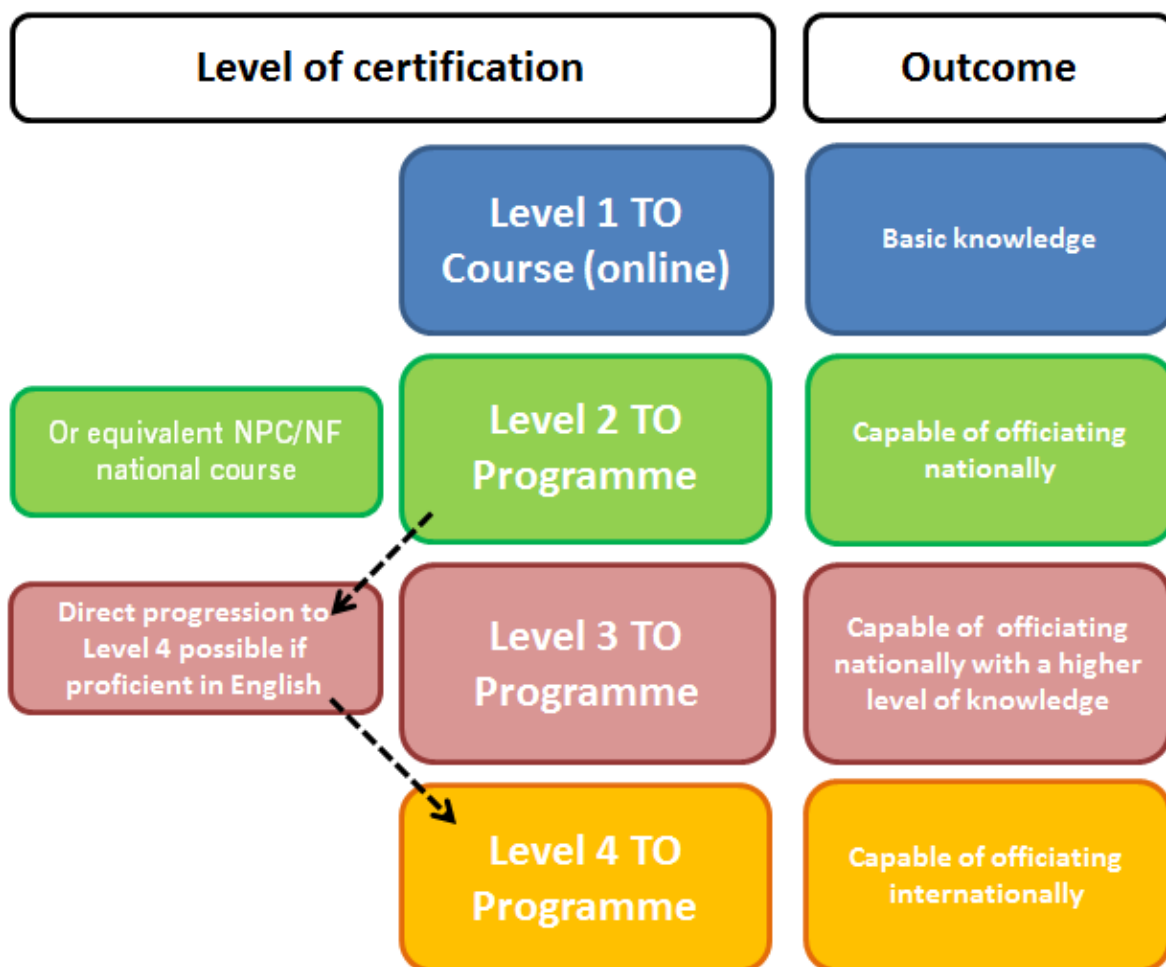 Level of certification
Outcome
Level 1 TO
Course (online)
Basic knowledge
Or equivalent NPC/NF
national course
Level 2 TO
Programme
Capable of officiating
nationally
Direct progression to
Level 4 possible if
proficient in English
Level 3 TO
Programme
Capable of officiating
nationally with a higher
level of knowledge
Level 4 TO
Programme
Capable of officiating
internationally